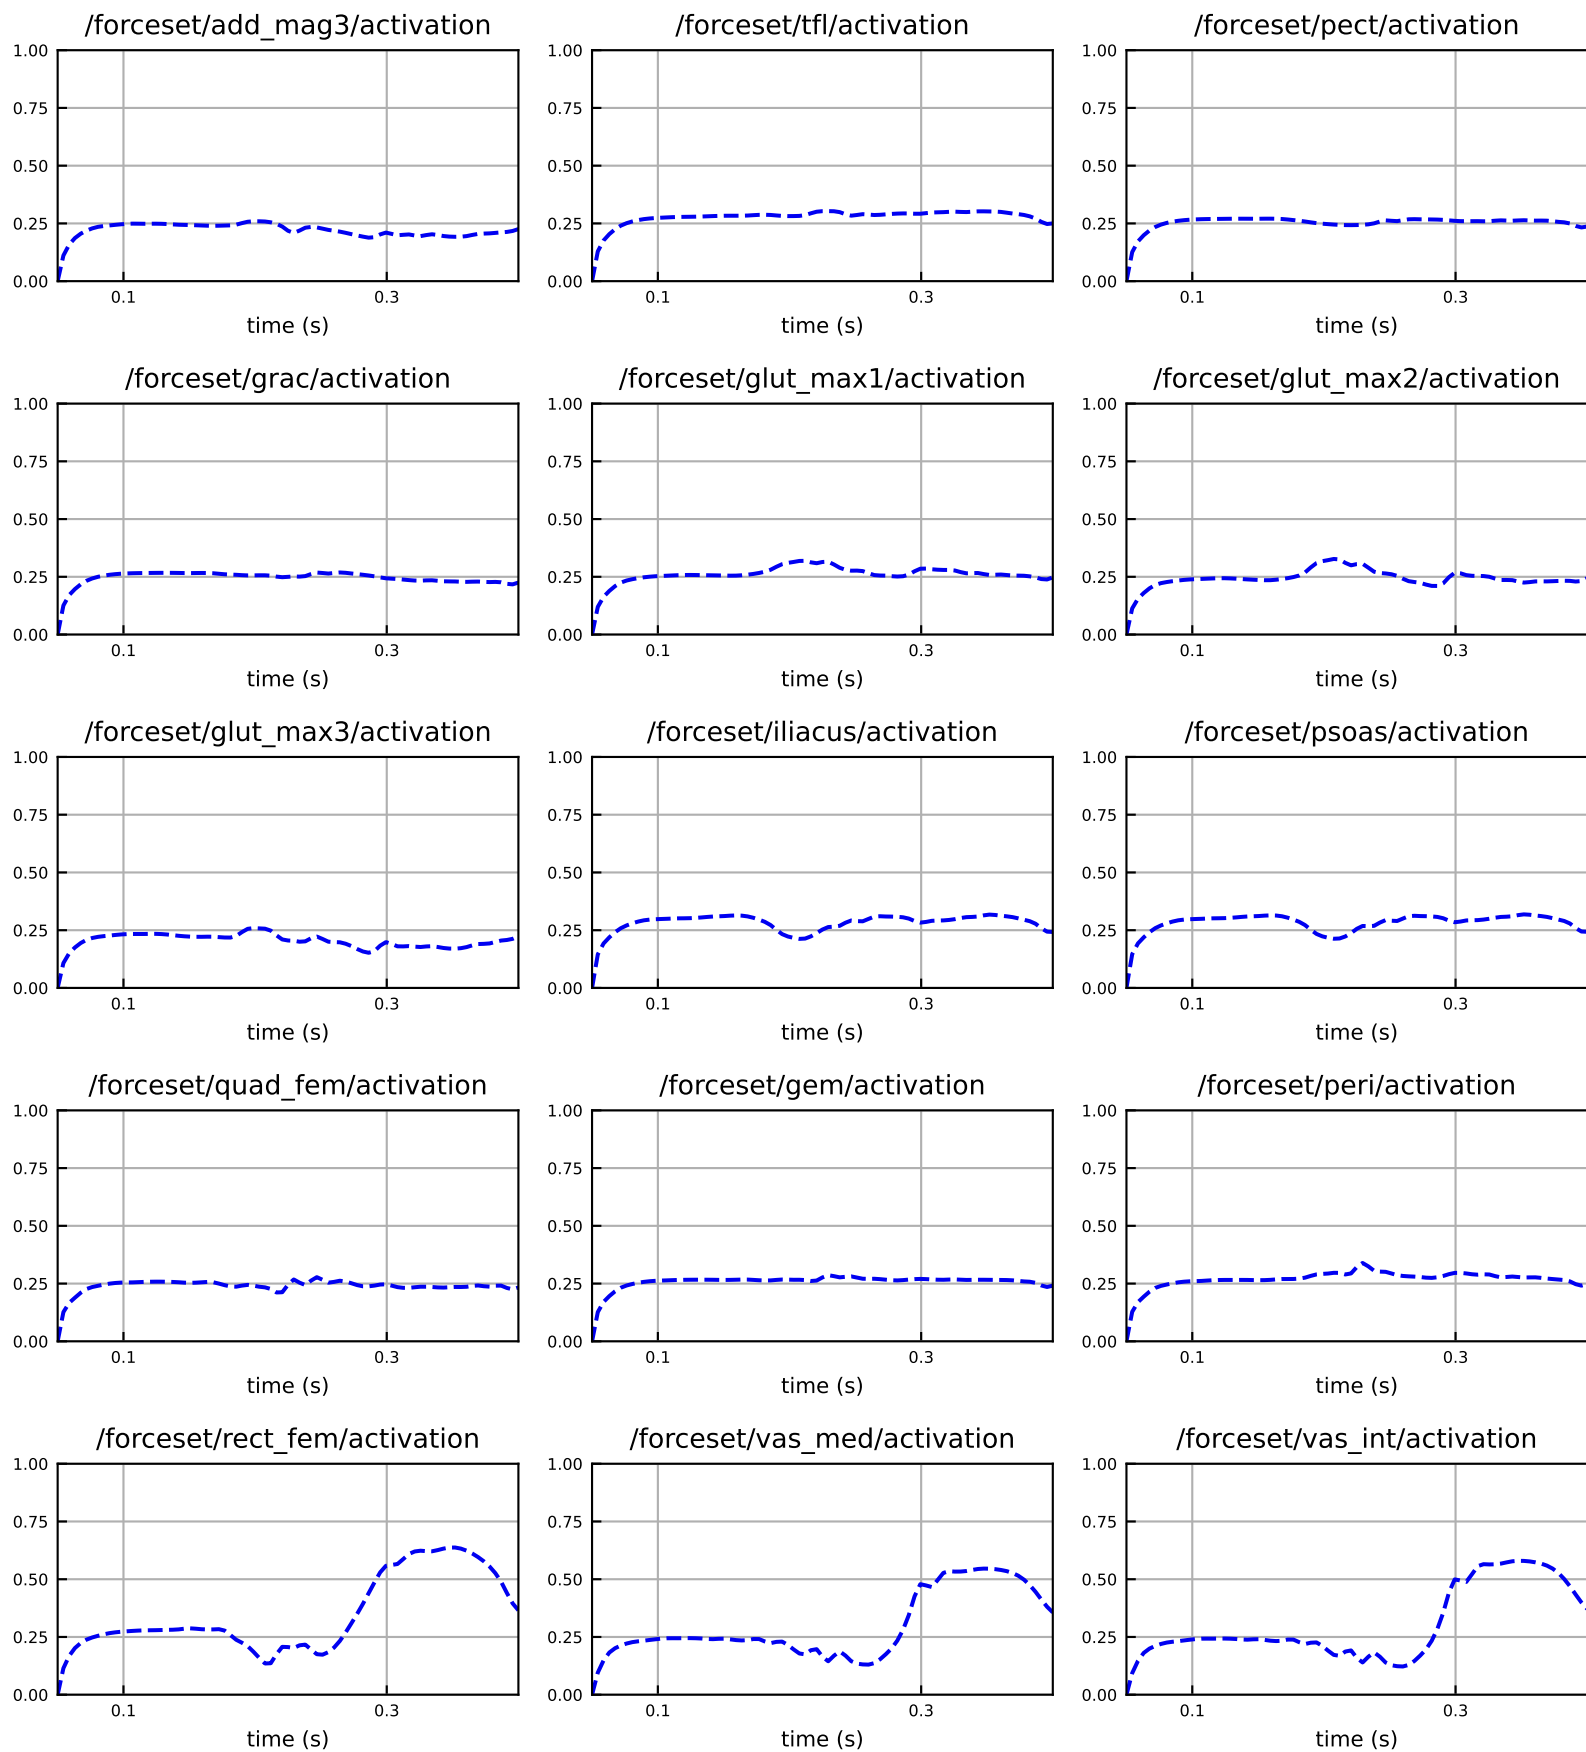 /forceset/add_mag3/activation /forceset/tfl/activation /forceset/pect/activation
1.00 1.00 1.00
0.75 0.75 0.75
0.50 0.50 0.50
0.25 0.25 0.25
0.00 0.00 0.00
0.1 0.3 0.1 0.3 0.1 0.3
time (s) time (s) time (s)
/forceset/grac/activation /forceset/glut_max1/activation /forceset/glut_max2/activation
1.00 1.00 1.00
0.75 0.75 0.75
0.50 0.50 0.50
0.25 0.25 0.25
0.00 0.00 0.00
0.1 0.3 0.1 0.3 0.1 0.3
time (s) time (s) time (s)
/forceset/glut_max3/activation /forceset/iliacus/activation /forceset/psoas/activation
1.00 1.00 1.00
0.75 0.75 0.75
0.50 0.50 0.50
0.25 0.25 0.25
0.00 0.00 0.00
0.1 0.3 0.1 0.3 0.1 0.3
time (s) time (s) time (s)
/forceset/quad_fem/activation /forceset/gem/activation /forceset/peri/activation
1.00 1.00 1.00
0.75 0.75 0.75
0.50 0.50 0.50
0.25 0.25 0.25
0.00 0.00 0.00
0.1 0.3 0.1 0.3 0.1 0.3
time (s) time (s) time (s)
/forceset/rect_fem/activation /forceset/vas_med/activation /forceset/vas_int/activation
1.00 1.00 1.00
0.75 0.75 0.75
0.50 0.50 0.50
0.25 0.25 0.25
0.00 0.00 0.00
0.1 0.3 0.1 0.3 0.1 0.3
time (s) time (s) time (s)